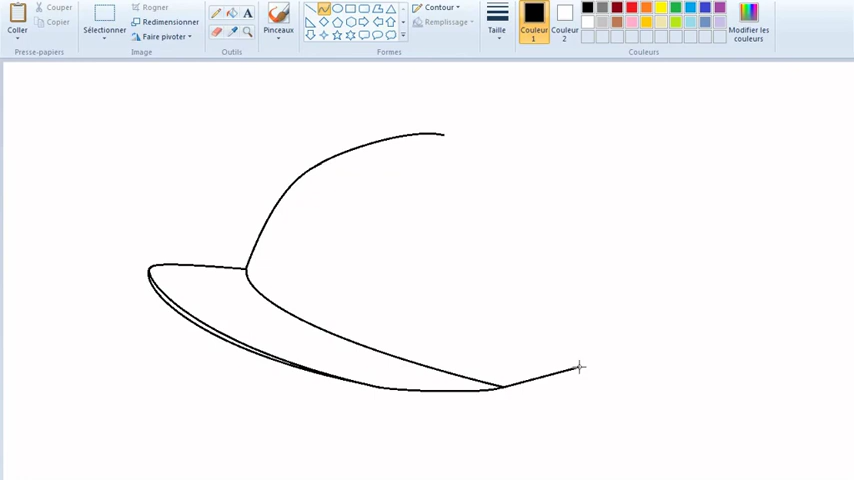 Coller
Couper
Copier
Presse-papiers
Sélectionner
Rogner
Redimensionner
Faire pivoter
Image
A
Outils
Pinceaux
Contour
Remplissage
Formes
Taille
Couleur
1
Couleur
2
Modifier les
couleurs
Couleurs